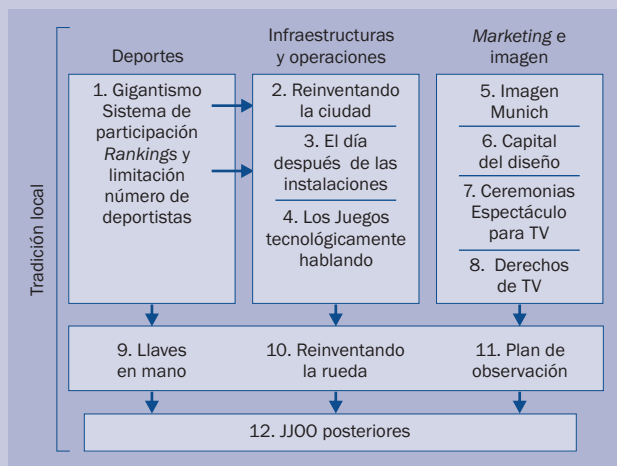 Tradición local
Deportes
1. Gigantismo
Sistema de
participación
Rankings y
limitación
número de
deportistas
Infraestructuras
y operaciones
2. Reinventando
la ciudad
3. El día
después de las
instalaciones
4. Los Juegos
tecnológicamente
hablando
Marketing e
imagen
5. Imagen
Munich
6. Capital
del diseño
7. Ceremonias
Espectáculo
para TV
8. Derechos
de TV
9. Llaves
en mano
10. Reinventando
la rueda
11. Plan de
observación
12. JJOO posteriores